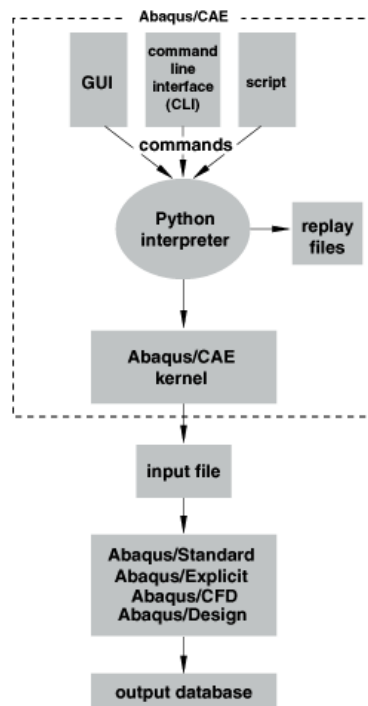 Abaqus/CAE
GUI
command
line
interface
(CLI)
script
commands
Python
interpreter
replay
files
Abaqus/CAE
kernel
input file
Abaqus/Standard
Abaqus/Explicit
Abaqus/CFD
Abaqus/Design
output database